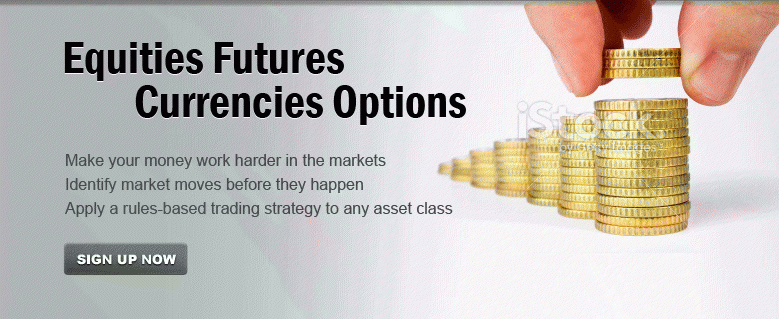 Equities Futures
Currencies Options
Make your money work harder in the markets
Identify market moves before they happen
Apply a rules-based trading strategy to any asset class
SIGN UP NOW
iStock